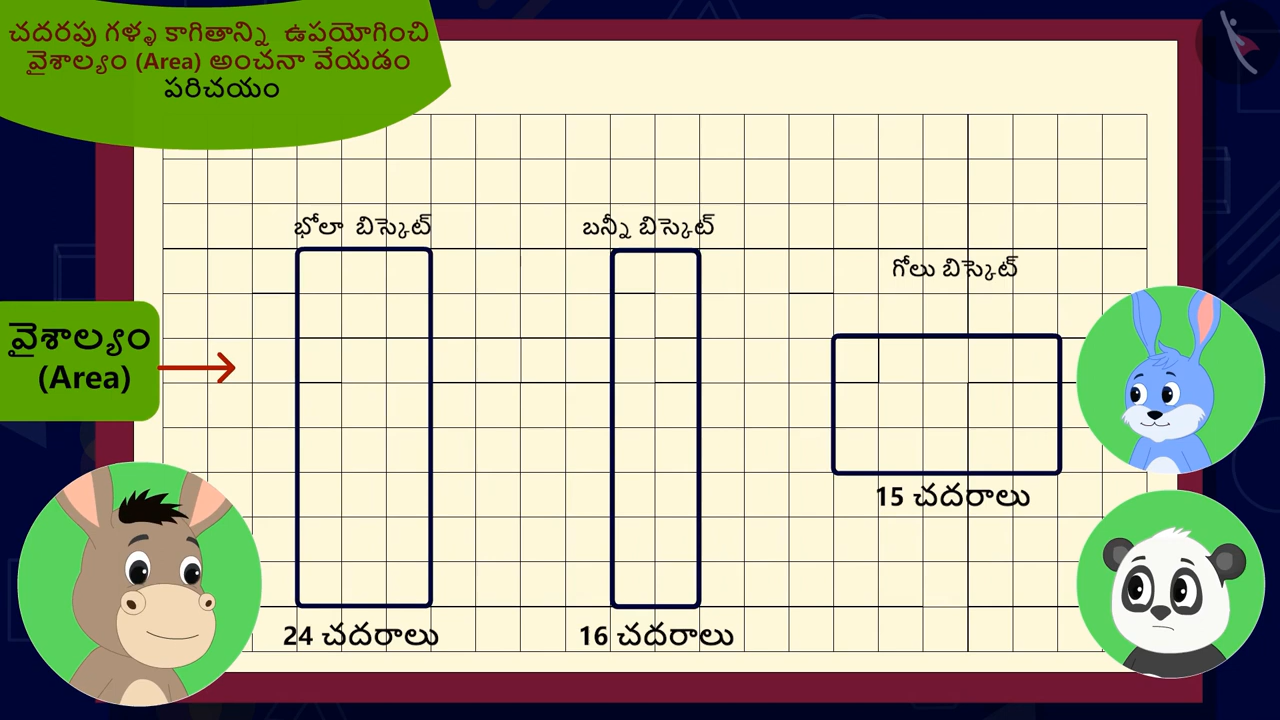 చదరపు గళ్ళ కాగితాన్ని ఉపయోగించి
వైశాల్యం (Area) అంచనా వేయడం
పరిచయం
భోలా బిస్కెట్
బన్నీ బిస్కెట్
గోలు బిస్కెట్
వైశాల్యం
(Area)
15 చదరాలు
24 చదరాలు
16 చదరాలు